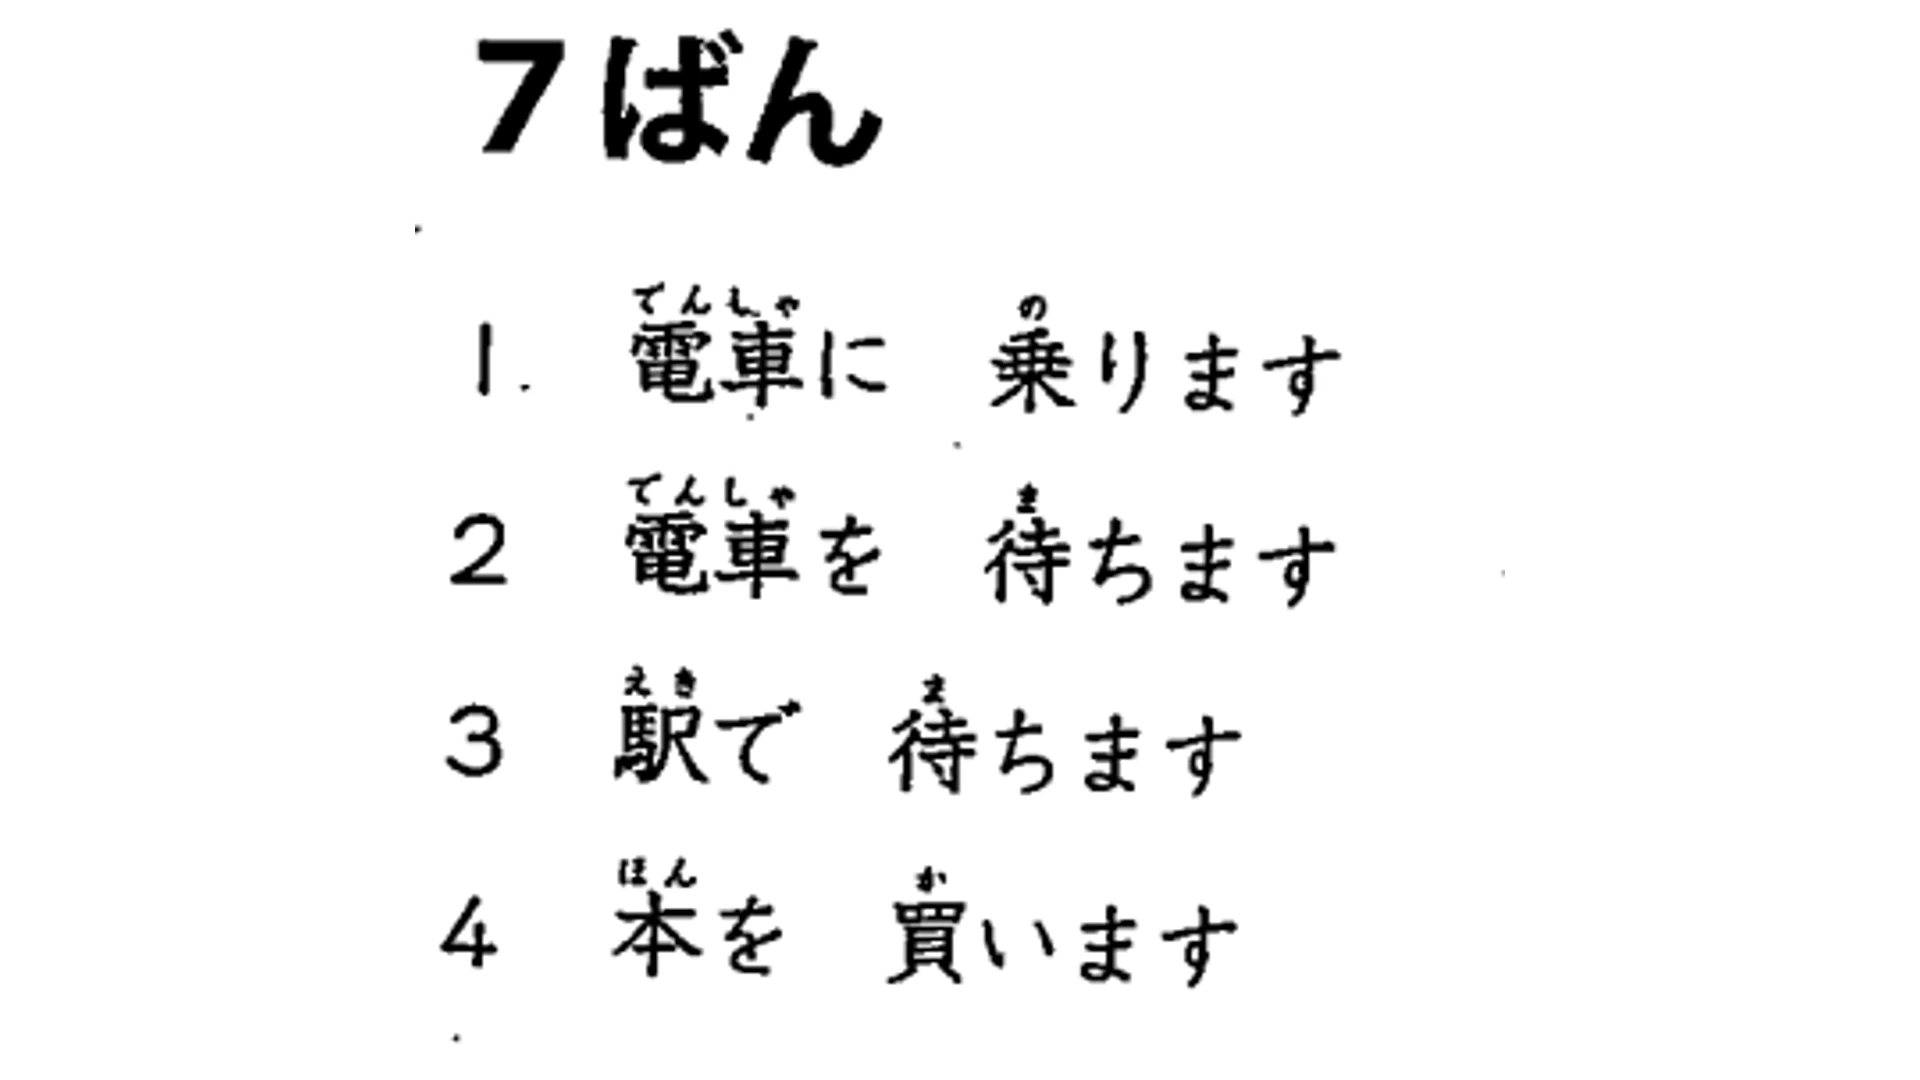 7ばん
1 電車に 乗ります
2 電車を 待ちます
3 駅で 待ちます
4 本を 買います